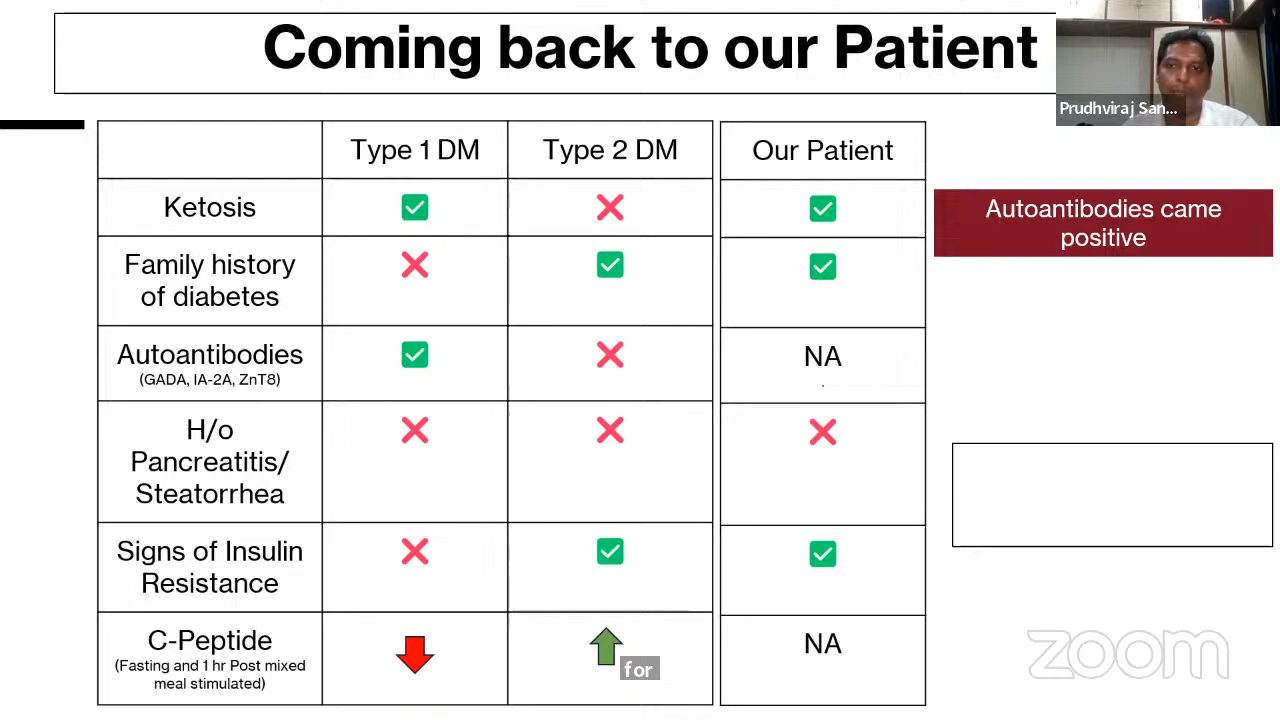 Coming back to our Patient
Prudhviraj San...
Type 1 DM
Type 2 DM
Our Patient
Ketosis
Autoantibodies came
positive
Family history
of diabetes
Autoantibodies
(GADA, IA-2A, ZnT8)
NA
H/o
Pancreatitis/
Steatorrhea
Signs of Insulin
Resistance
C-Peptide
(Fasting and 1 hr Post mixed
meal stimulated)
NA
for
zoom